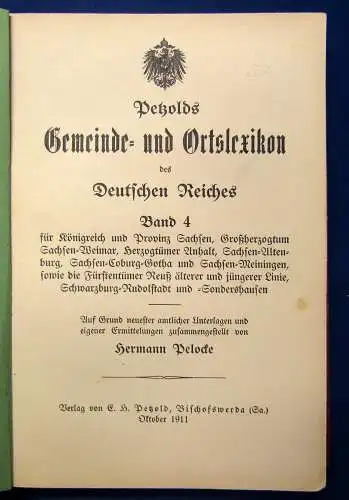 Petzolds
Gemeinde- und Ortslexikon
des
Deutschen Reiches
Band 4
für Königreich und Provinz Sachsen, Großherzogtum
Sachsen-Weimar, Herzogtümer Anhalt, Sachsen-Alten-
burg, Sachsen-Coburg-Gotha und Sachsen-Meiningen,
sowie die Fürstentümer Reuß älterer und jüngerer Linie,
Schwarzburg-Rudolstadt und -Sondershausen
Auf Grund neuester amtlicher Unterlagen und
eigener Ermittelungen zusammengestellt von
Hermann Pelocke
Verlag von E. H. Petzold, Bischofswerda (Sa.)
Oktober 1911